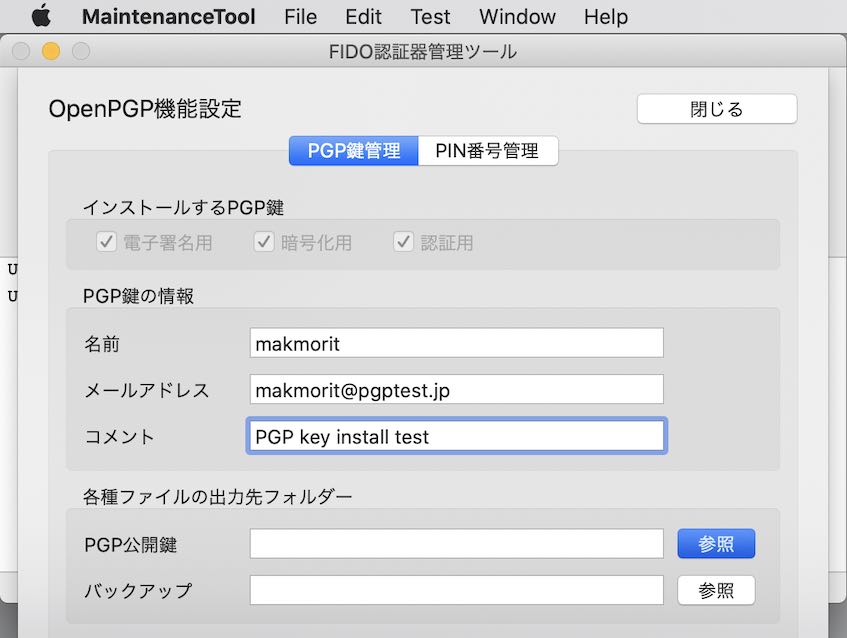 MaintenanceTool File Edit Test Window Help
FIDO認証器管理ツール
OpenPGP機能設定 閉じる
PGP鍵管理 PIN番号管理
インストールするPGP鍵
電子署名用 暗号化用 認証用
U
PGP鍵の情報
U
名前 makmorit
メールアドレス makmorit@pgptest.jp
コメント PGP key install test
各種ファイルの出力先フォルダー
PGP公開鍵 参照
バックアップ 参照